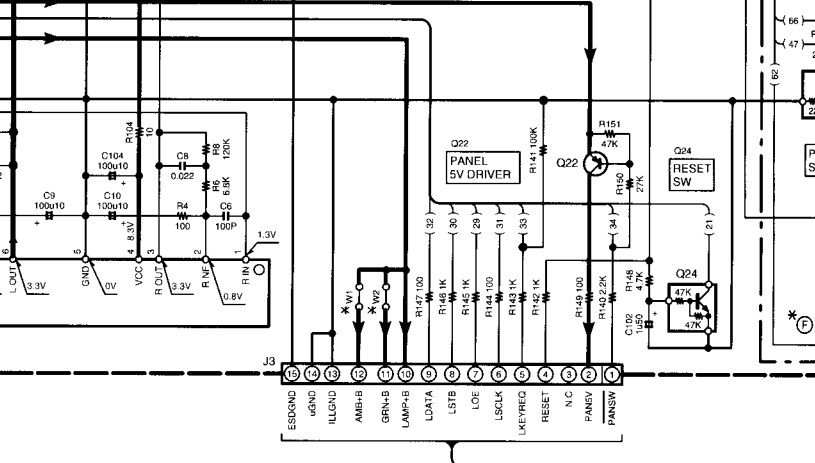 66
47
62
R104
10
C104
100u10
C8
0.022
R8
120K
R6
6.8K
C9
100u10
C10
100u10
8.3V
R4
100
C6
100P
1.3V
6
5
4
3
2
1
L OUT
GND
VCC
R OUT
R NF
R IN
3.3V
0V
3.3V
0.8V
Q22
PANEL
5V DRIVER
R141 100K
R151
47K
Q22
R150
27K
Q24
RESET
SW
32
30
29
31
33
34
21
* W1
* W2
R147 100
R146 1K
R145 1K
R144 100
R143 1K
R142 1K
R149 100
R140 2.2K
R148
4.7K
C102
1u50
Q24
47K
47K
* F
J3
15
14
13
12
11
10
9
8
7
6
5
4
3
2
1
ESDGND
uGND
ILLGND
AMB+B
GRN+B
LAMP+B
LDATA
LSTB
LOE
LSCLK
LKEYREQ
RESET
N.C
PAN5V
PANSW